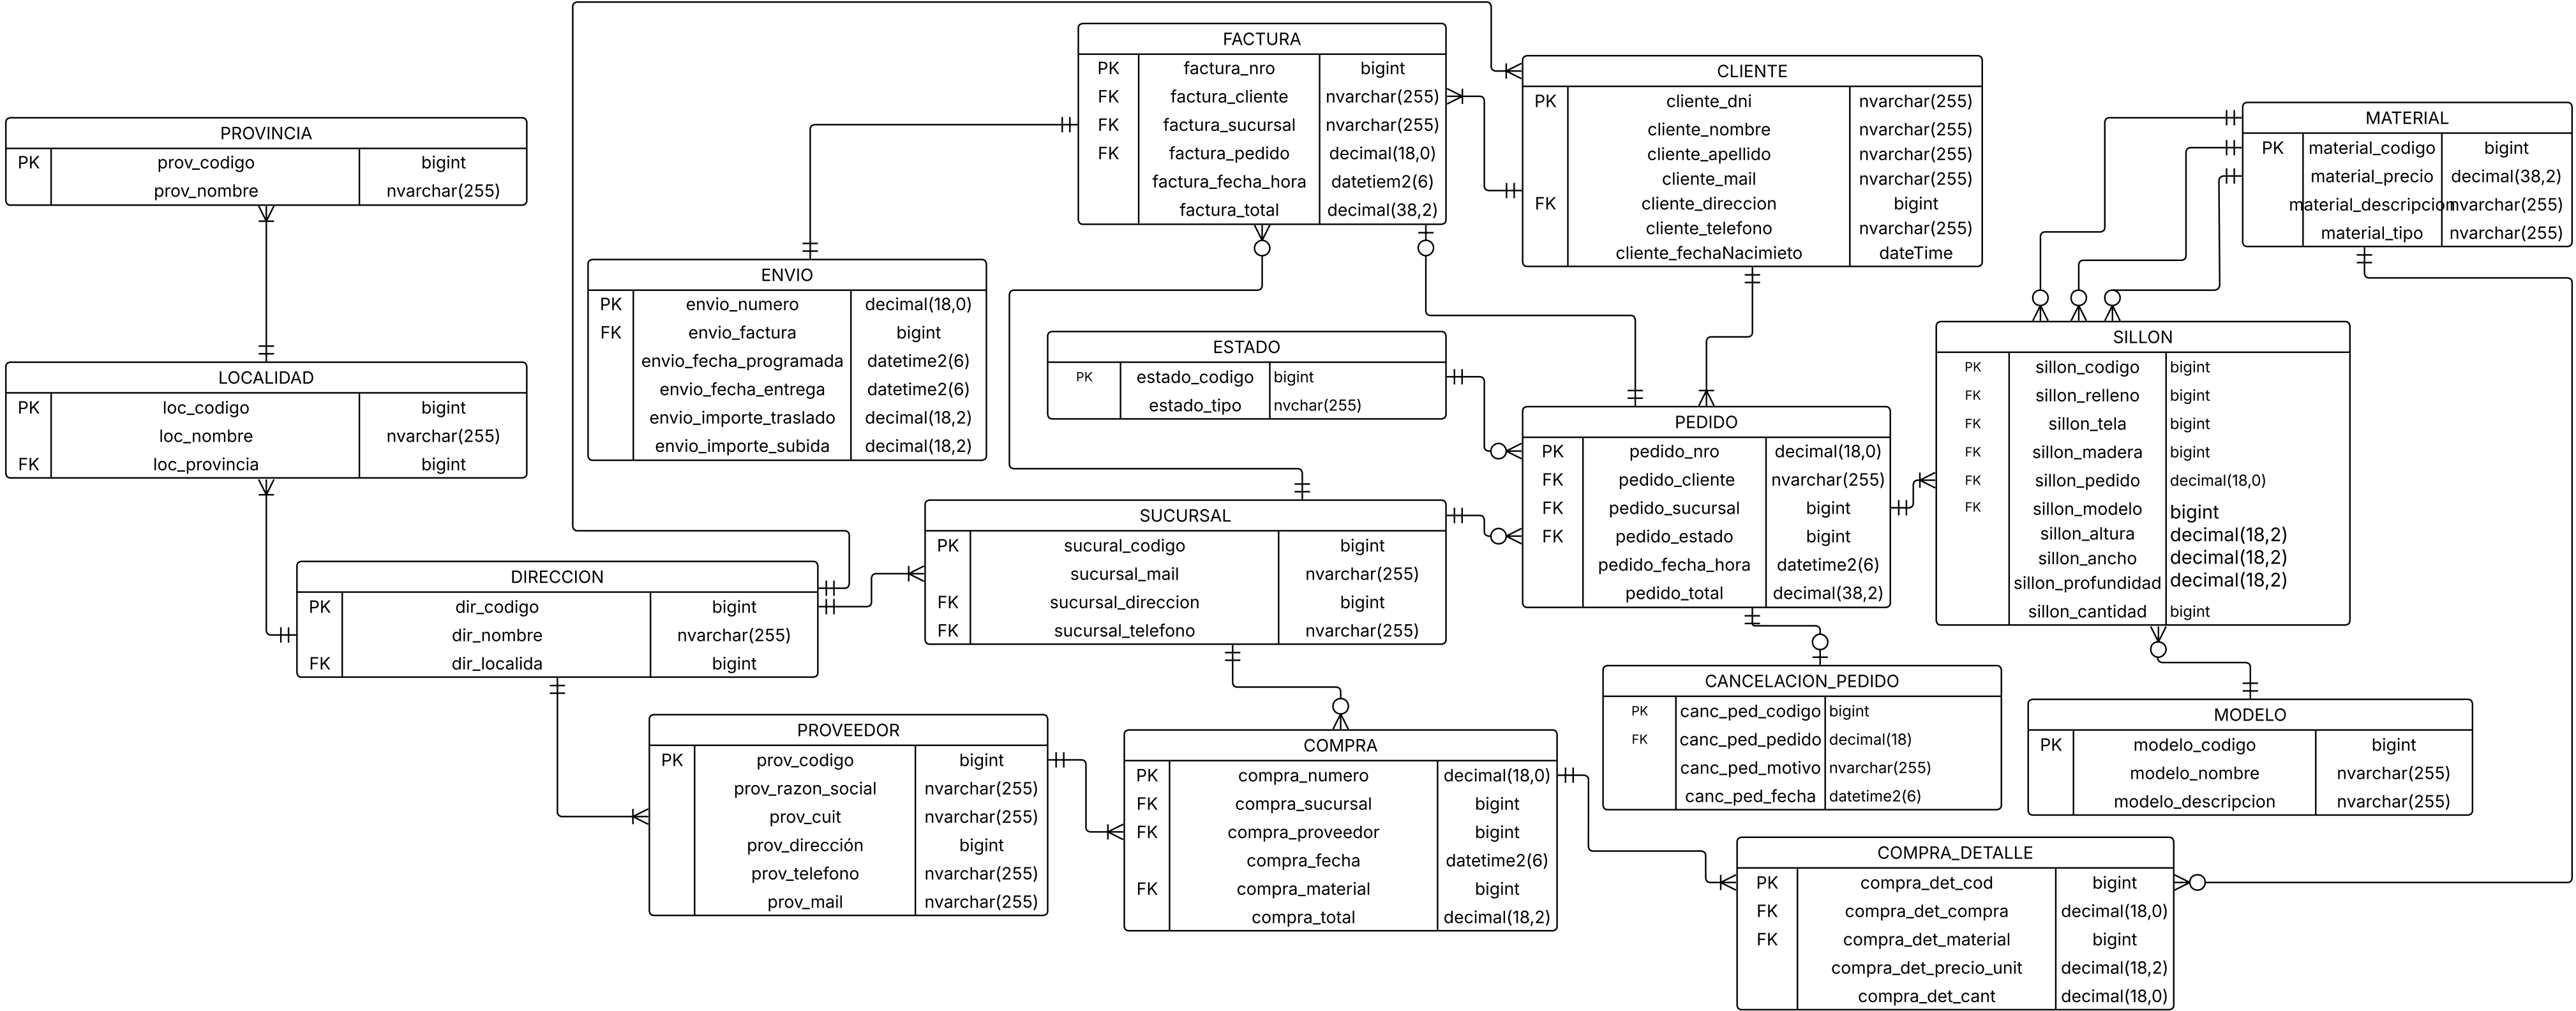 FACTURA
PK factura_nro bigint
FK factura_cliente nvarchar(255)
FK factura_sucursal nvarchar(255)
FK factura_pedido decimal(18,0)
factura_fecha_hora datetiem2(6)
factura_total decimal(38,2)
CLIENTE
PK cliente_dni nvarchar(255)
cliente_nombre nvarchar(255)
cliente_apellido nvarchar(255)
cliente_mail nvarchar(255)
FK cliente_direccion bigint
cliente_telefono nvarchar(255)
cliente_fechaNacimieto dateTime
MATERIAL
PK material_codigo bigint
material_precio decimal(38,2)
material_descripcion nvarchar(255)
material_tipo nvarchar(255)
PROVINCIA
PK prov_codigo bigint
prov_nombre nvarchar(255)
ENVIO
PK envio_numero decimal(18,0)
FK envio_factura bigint
envio_fecha_programada datetime2(6)
envio_fecha_entrega datetime2(6)
envio_importe_traslado decimal(18,2)
envio_importe_subida decimal(18,2)
ESTADO
PK estado_codigo bigint
estado_tipo nvchar(255)
SILLON
PK sillon_codigo bigint
FK sillon_relleno bigint
FK sillon_tela bigint
FK sillon_madera bigint
FK sillon_pedido decimal(18,0)
FK sillon_modelo bigint
sillon_altura decimal(18,2)
sillon_ancho decimal(18,2)
sillon_profundidad decimal(18,2)
sillon_cantidad bigint
LOCALIDAD
PK loc_codigo bigint
loc_nombre nvarchar(255)
FK loc_provincia bigint
PEDIDO
PK pedido_nro decimal(18,0)
FK pedido_cliente nvarchar(255)
FK pedido_sucursal bigint
FK pedido_estado bigint
pedido_fecha_hora datetime2(6)
pedido_total decimal(38,2)
SUCURSAL
PK sucural_codigo bigint
sucursal_mail nvarchar(255)
FK sucursal_direccion bigint
FK sucursal_telefono nvarchar(255)
DIRECCION
PK dir_codigo bigint
dir_nombre nvarchar(255)
FK dir_localida bigint
CANCELACION_PEDIDO
PK canc_ped_codigo bigint
FK canc_ped_pedido decimal(18)
canc_ped_motivo nvarchar(255)
canc_ped_fecha datetime2(6)
MODELO
PK modelo_codigo bigint
modelo_nombre nvarchar(255)
modelo_descripcion nvarchar(255)
PROVEEDOR
PK prov_codigo bigint
prov_razon_social nvarchar(255)
prov_cuit nvarchar(255)
prov_dirección bigint
prov_telefono nvarchar(255)
prov_mail nvarchar(255)
COMPRA
PK compra_numero decimal(18,0)
FK compra_sucursal bigint
FK compra_proveedor bigint
compra_fecha datetime2(6)
FK compra_material bigint
compra_total decimal(18,2)
COMPRA_DETALLE
PK compra_det_cod bigint
FK compra_det_compra decimal(18,0)
FK compra_det_material bigint
compra_det_precio_unit decimal(18,2)
compra_det_cant decimal(18,0)